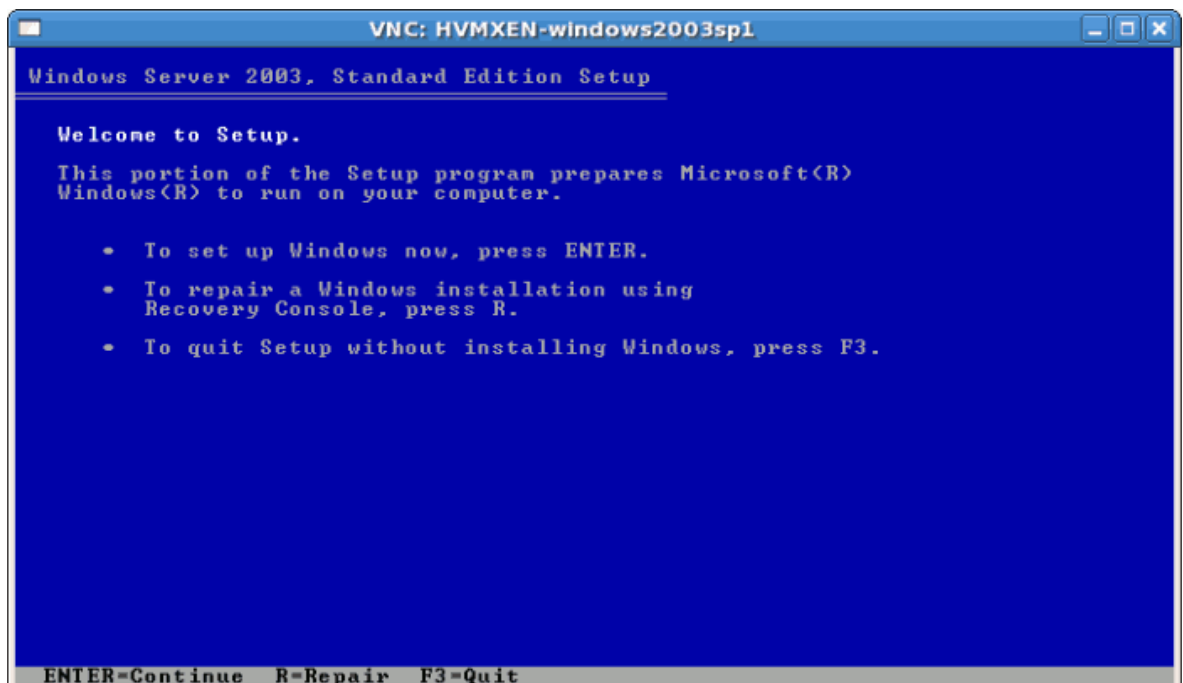 VNC: HVMXEN-windows2003sp1
Windows Server 2003, Standard Edition Setup
Welcome to Setup.
This portion of the Setup program prepares Microsoft(R)
Windows(R) to run on your computer.
• To set up Windows now, press ENTER.
• To repair a Windows installation using
Recovery Console, press R.
• To quit Setup without installing Windows, press F3.
ENTER=Continue R=Repair F3=Quit